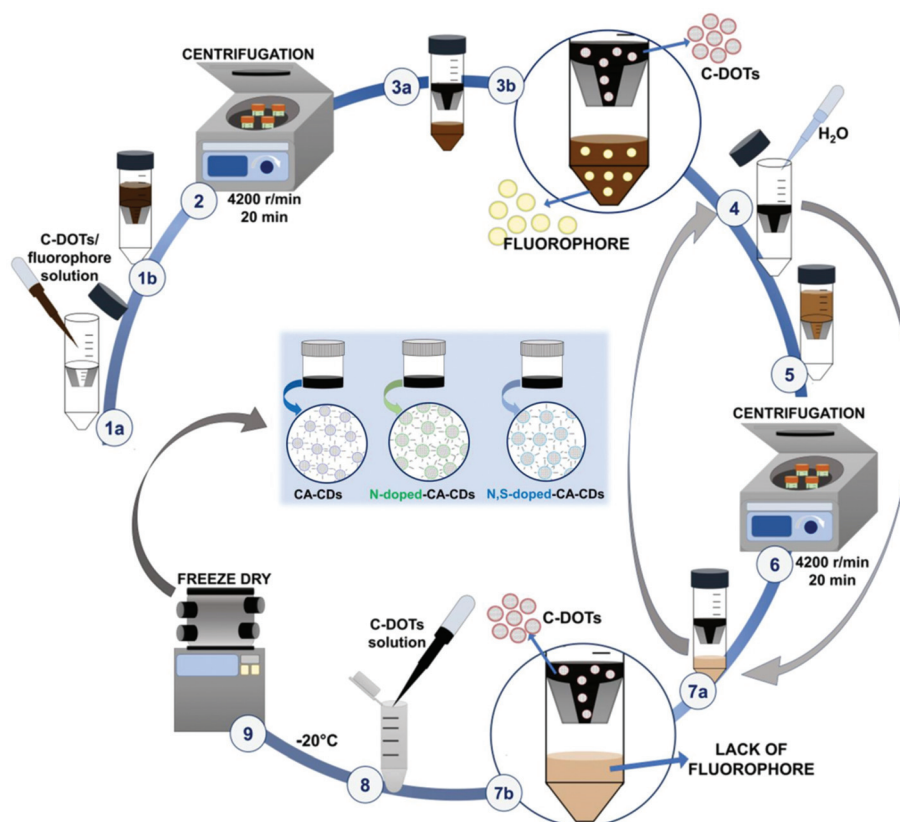 CENTRIFUGATION
4200 r/min
20 min
C-DOTs/
fluorophore
solution
1a
1b
2
3a
3b
C-DOTs
FLUOROPHORE
H₂O
4
5
CENTRIFUGATION
4200 r/min
20 min
6
7a
C-DOTs
LACK OF
FLUOROPHORE
7b
C-DOTs
solution
8
-20°C
9
FREEZE DRY
CA-CDs
N-doped-CA-CDs
N,S-doped-CA-CDs